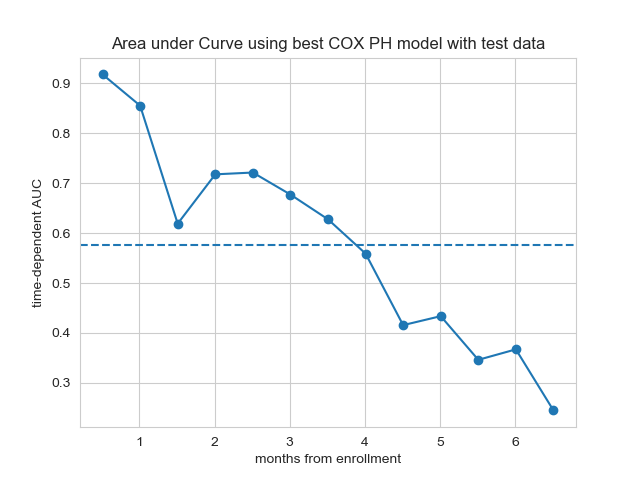 Area under Curve using best COX PH model with test data
time-dependent AUC
0.9
0.8
0.7
0.6
0.5
0.4
0.3
1 2 3 4 5 6
months from enrollment